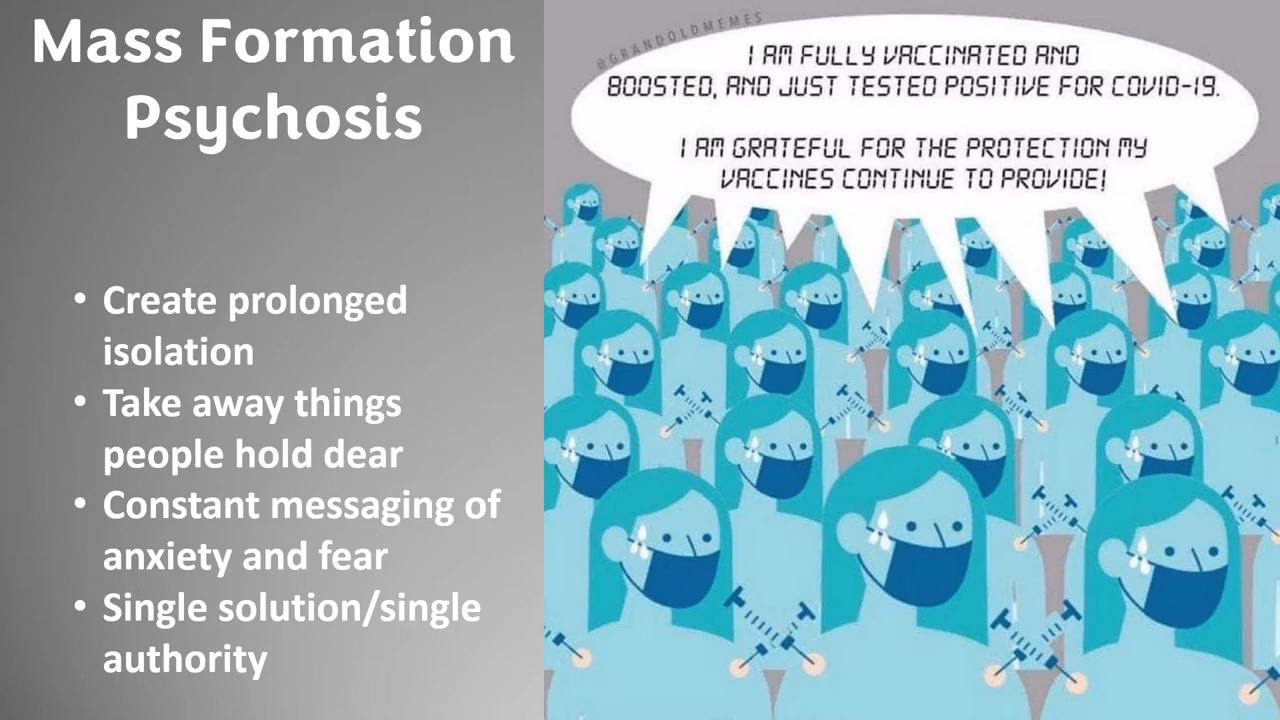 Mass Formation
Psychosis
• Create prolonged
isolation
• Take away things
people hold dear
• Constant messaging of
anxiety and fear
• Single solution/single
authority
@GRANDOLDMEMES
I AM FULLY VACCINATED AND
BOOSTED, AND JUST TESTED POSITIVE FOR COVID-19.
I AM GRATEFUL FOR THE PROTECTION MY
VACCINES CONTINUE TO PROVIDE!